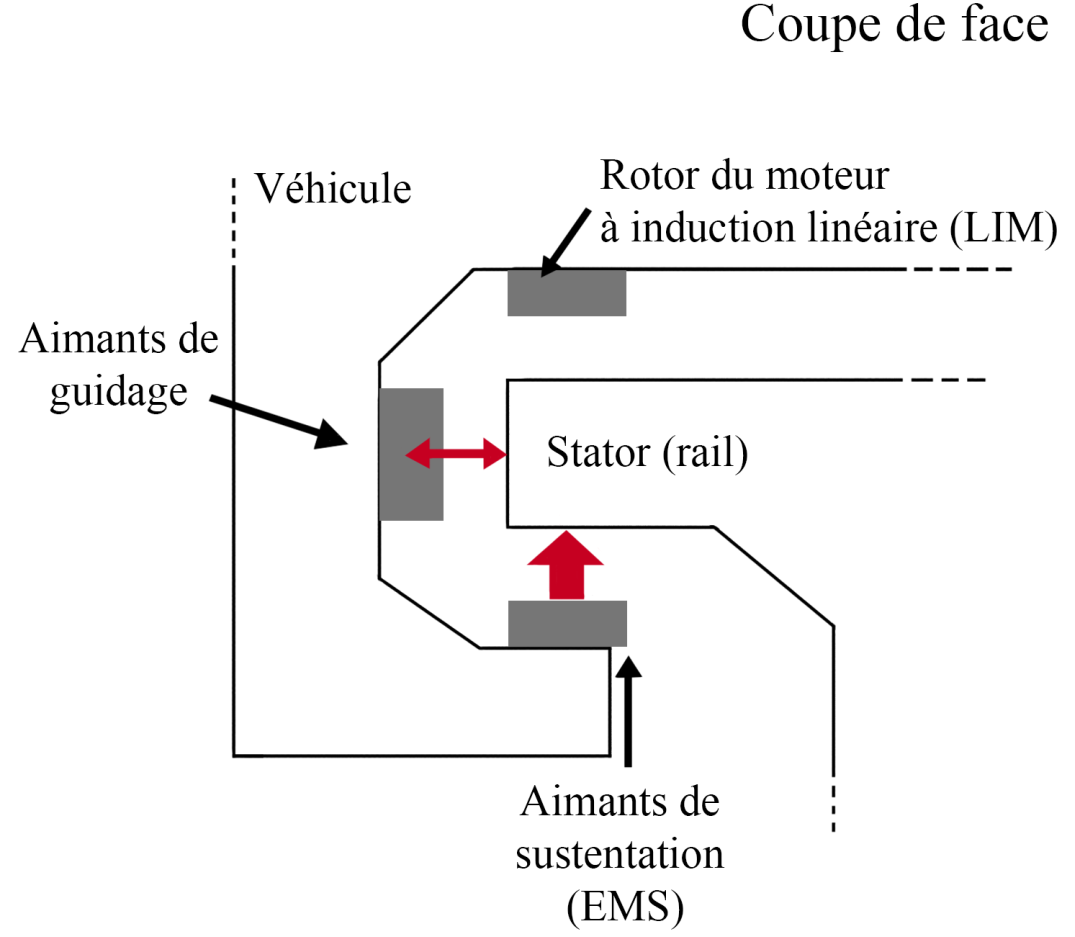 Coupe de face
Véhicule
Rotor du moteur
à induction linéaire (LIM)
Aimants de
guidage
Stator (rail)
Aimants de
sustentation
(EMS)